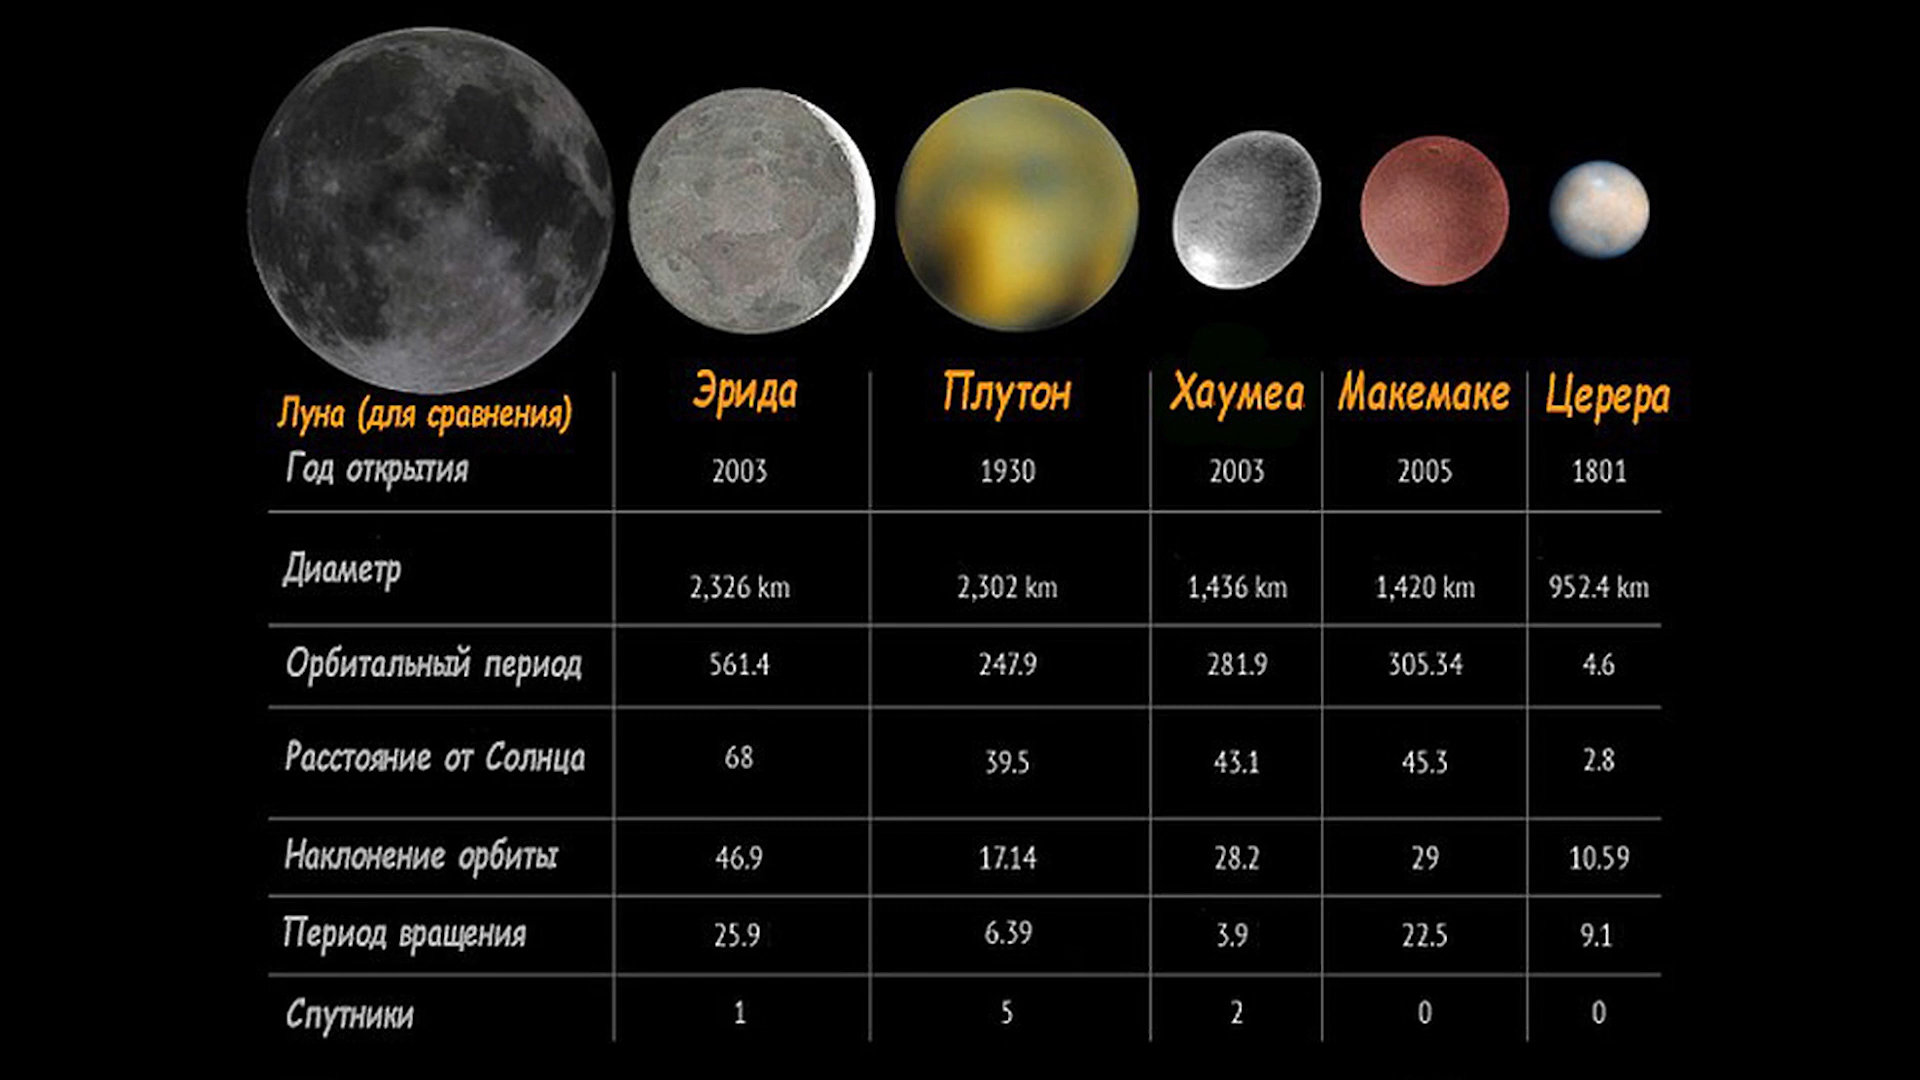 Луна (для сравнения) Эрида Плутон Хаумеа Макемаке Церера
Год открытия 2003 1930 2003 2005 1801
Диаметр 2,326 km 2,302 km 1,436 km 1,420 km 952.4 km
Орбитальный период 561.4 247.9 281.9 305.34 4.6
Расстояние от Солнца 68 39.5 43.1 45.3 2.8
Наклонение орбиты 46.9 17.14 28.2 29 10.59
Период вращения 25.9 6.39 3.9 22.5 9.1
Спутники 1 5 2 0 0